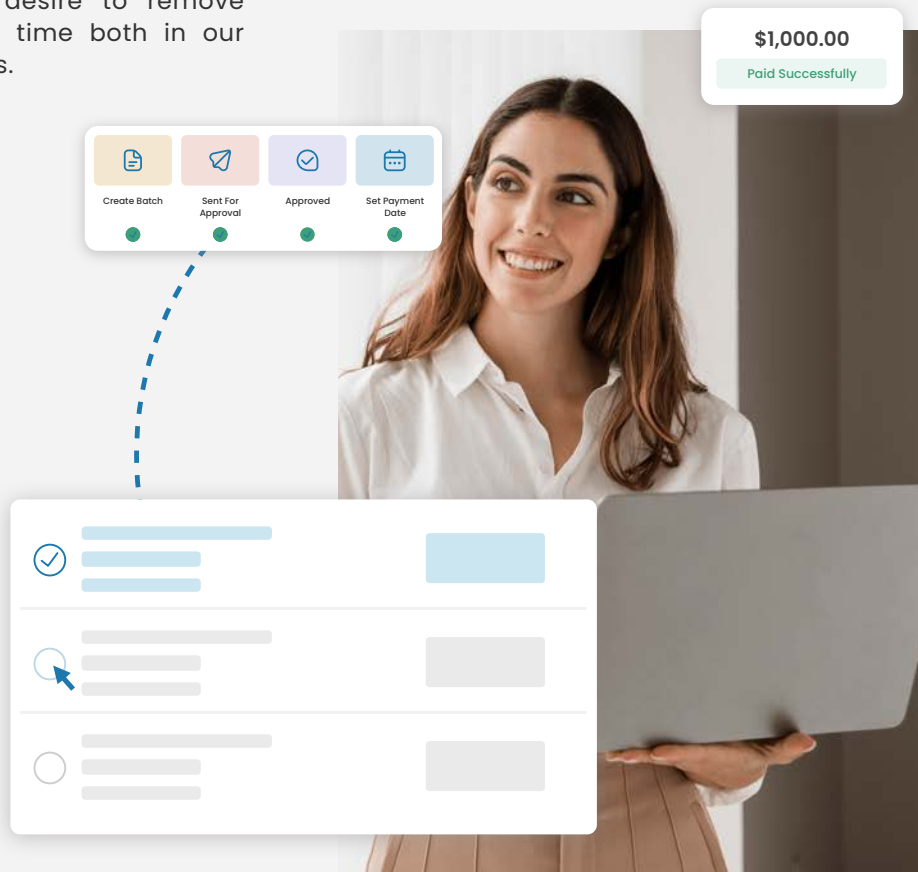 desire to remove
time both in our
s.
$1,000.00
Paid Successfully
Create Batch
Sent For
Approval
Approved
Set Payment
Date